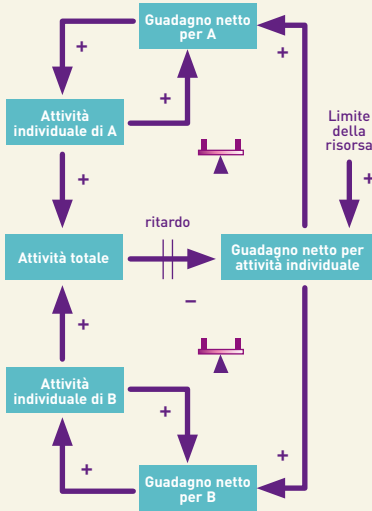 Guadagno netto
per A
+
+
+
Attività
individuale di A
+
Limite
della
risorsa
+
ritardo
Attività totale
Guadagno netto per
attività individuale
−
+
Attività
individuale di B
+
+
+
Guadagno netto
per B